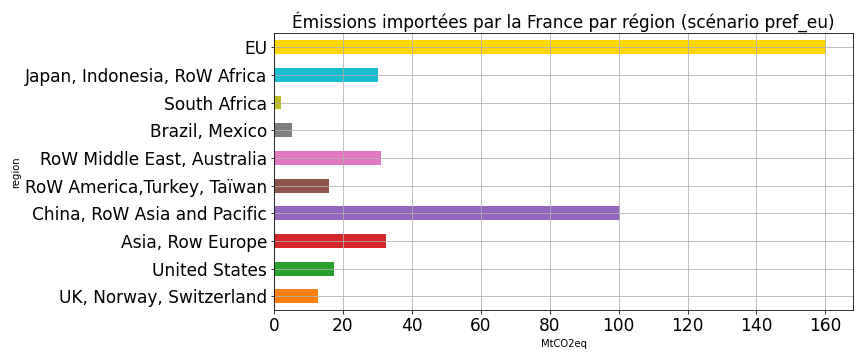 Émissions importées par la France par région (scénario pref_eu)
EU
Japan, Indonesia, RoW Africa
South Africa
Brazil, Mexico
RoW Middle East, Australia
RoW America,Turkey, Taïwan
China, RoW Asia and Pacific
Asia, Row Europe
United States
UK, Norway, Switzerland
region
0 20 40 60 80 100 120 140 160
MtCO2eq